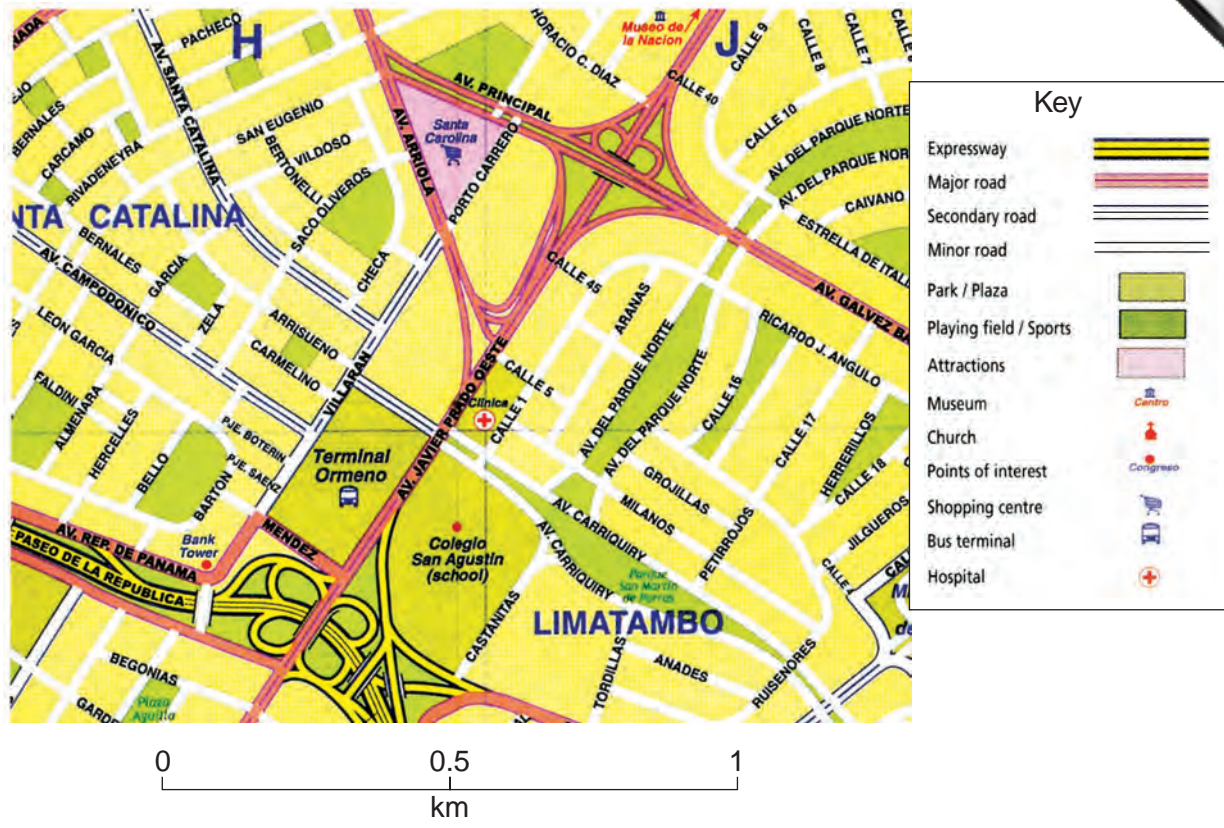 H
J
PACHECO
AV. SANTA CATALINA
BERNALES
CARCAMO
RIVADENEYRA
SAN EUGENIO
BERTONELLI
VILDOSO
SACO OLIVEROS
CHECA
AV. ARRIOLA
AV. PRINCIPAL
Santa
Carolina
PORTO CARRERO
HORACIO C. DIAZ
Museo de
la Nacion
CALLE 40
CALLE 9
CALLE 8
CALLE 7
CALLE 10
AV. DEL PARQUE NORTE
AV. DEL PARQUE NOR
CAIVANO
ESTRELLA DE ITAL
AV. GALVEZ BA
CATALINA
AV. CAMPODONICO
BERNALES
GARCIA
ZELA
ARRISUENO
CARMELINO
VILLARAN
LEON GARCIA
FALDINI
ALMENARA
HERCELLES
BELLO
BARTON
PJE. BOTERIN
PJE. SAENZ
CALLE 45
ARANAS
AV. DEL PARQUE NORTE
AV. DEL PARQUE NORTE
CALLE 16
RICARDO J. ANGULO
CALLE 17
HERRERILLOS
CALLE 18
JILGUEROS
CALLE 5
CALLE 1
Clinica
AV. JAVIER PRADO OESTE
Terminal
Ormeno
GROJILLAS
MILANOS
PETIRROJOS
AV. CARRIQUIRY
AV. CARRIQUIRY
Colegio
San Agustin
(school)
Parque
San Martin
de Porras
LIMATAMBO
CASTANITAS
TORDILLAS
ANADES
RUISENORES
AV. REP. DE PANAMA
PASEO DE LA REPUBLICA
Bank
Tower
MENDEZ
BEGONIAS
Plaza
Aguilla
0
0.5
1
km
Key
Expressway
Major road
Secondary road
Minor road
Park / Plaza
Playing field / Sports
Attractions
Museum
Centro
Church
Points of interest
Congreso
Shopping centre
Bus terminal
Hospital